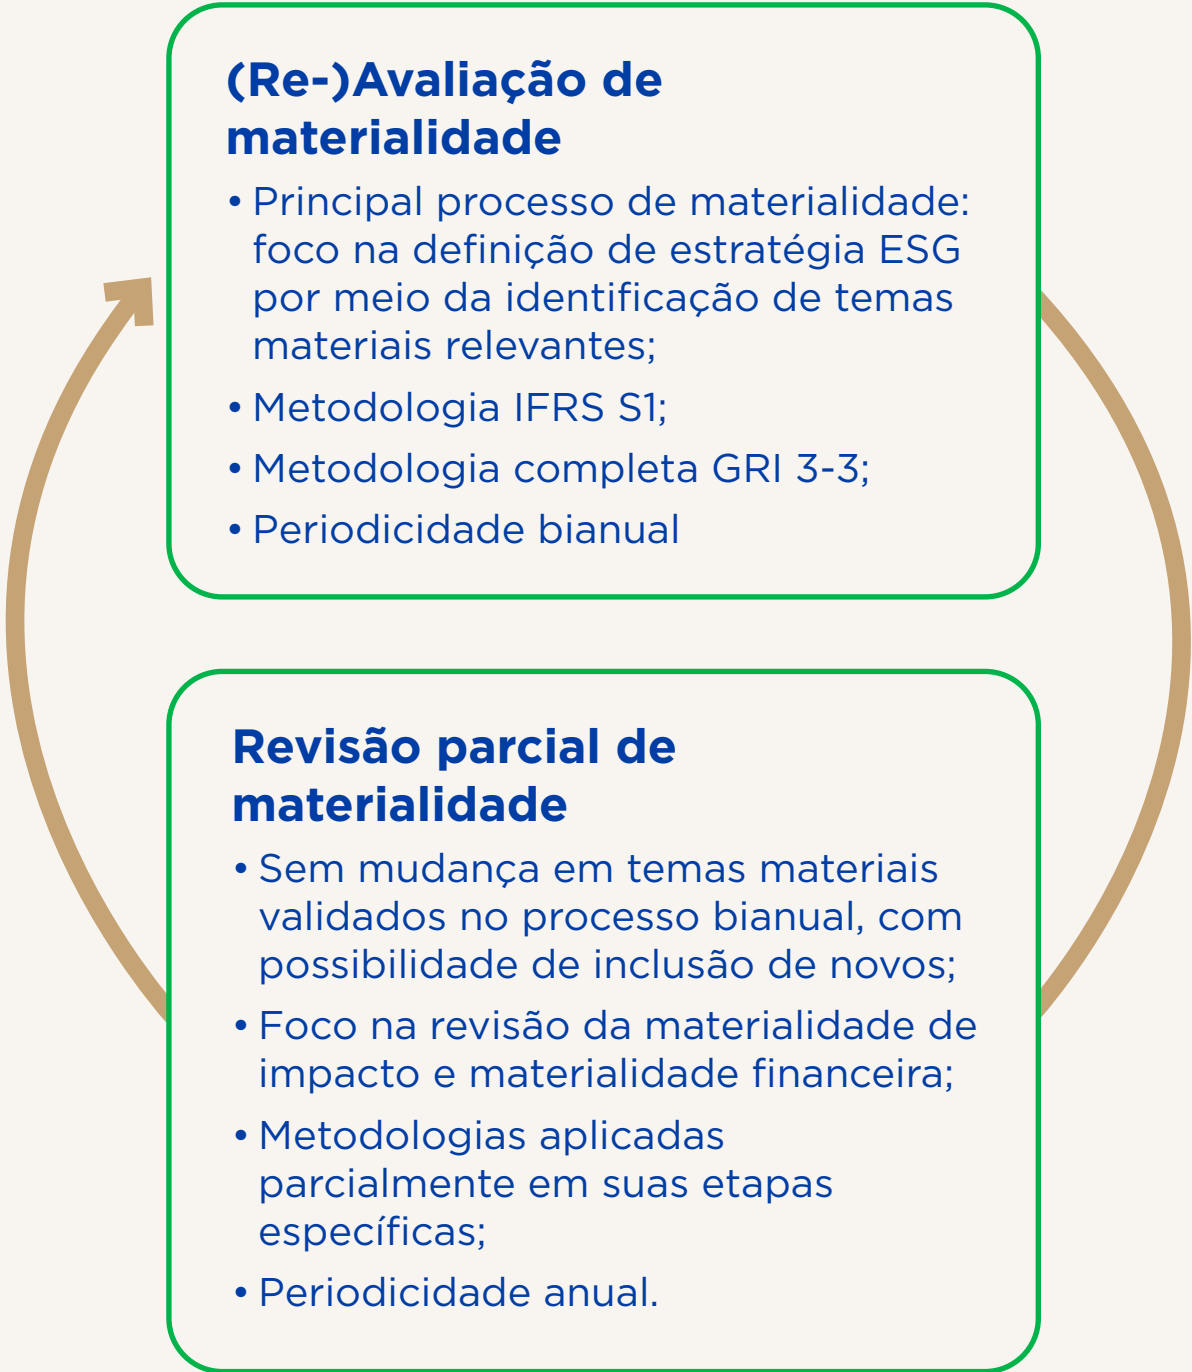 (Re-)Avaliação de
materialidade
• Principal processo de materialidade:
foco na definição de estratégia ESG
por meio da identificação de temas
materiais relevantes;
• Metodologia IFRS S1;
• Metodologia completa GRI 3-3;
• Periodicidade bianual
Revisão parcial de
materialidade
• Sem mudança em temas materiais
validados no processo bianual, com
possibilidade de inclusão de novos;
• Foco na revisão da materialidade de
impacto e materialidade financeira;
• Metodologias aplicadas
parcialmente em suas etapas
específicas;
• Periodicidade anual.